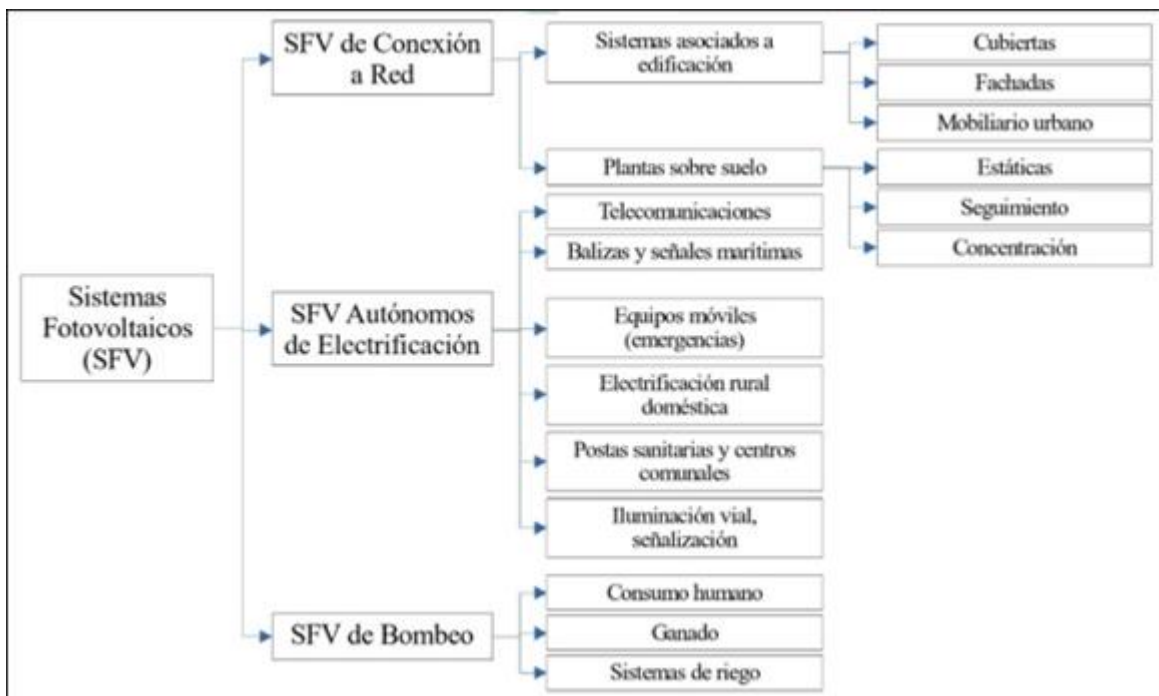 SFV de Conexión
a Red
Sistemas asociados a
edificación
Cubiertas
Fachadas
Mobiliario urbano
Plantas sobre suelo
Estáticas
Seguimiento
Concentración
Sistemas
Fotovoltaicos
(SFV)
SFV Autónomos
de Electrificación
Telecomunicaciones
Balizas y señales marítimas
Equipos móviles
(emergencias)
Electrificación rural
doméstica
Postas sanitarias y centros
comunales
Iluminación vial,
señalización
SFV de Bombeo
Consumo humano
Ganado
Sistemas de riego